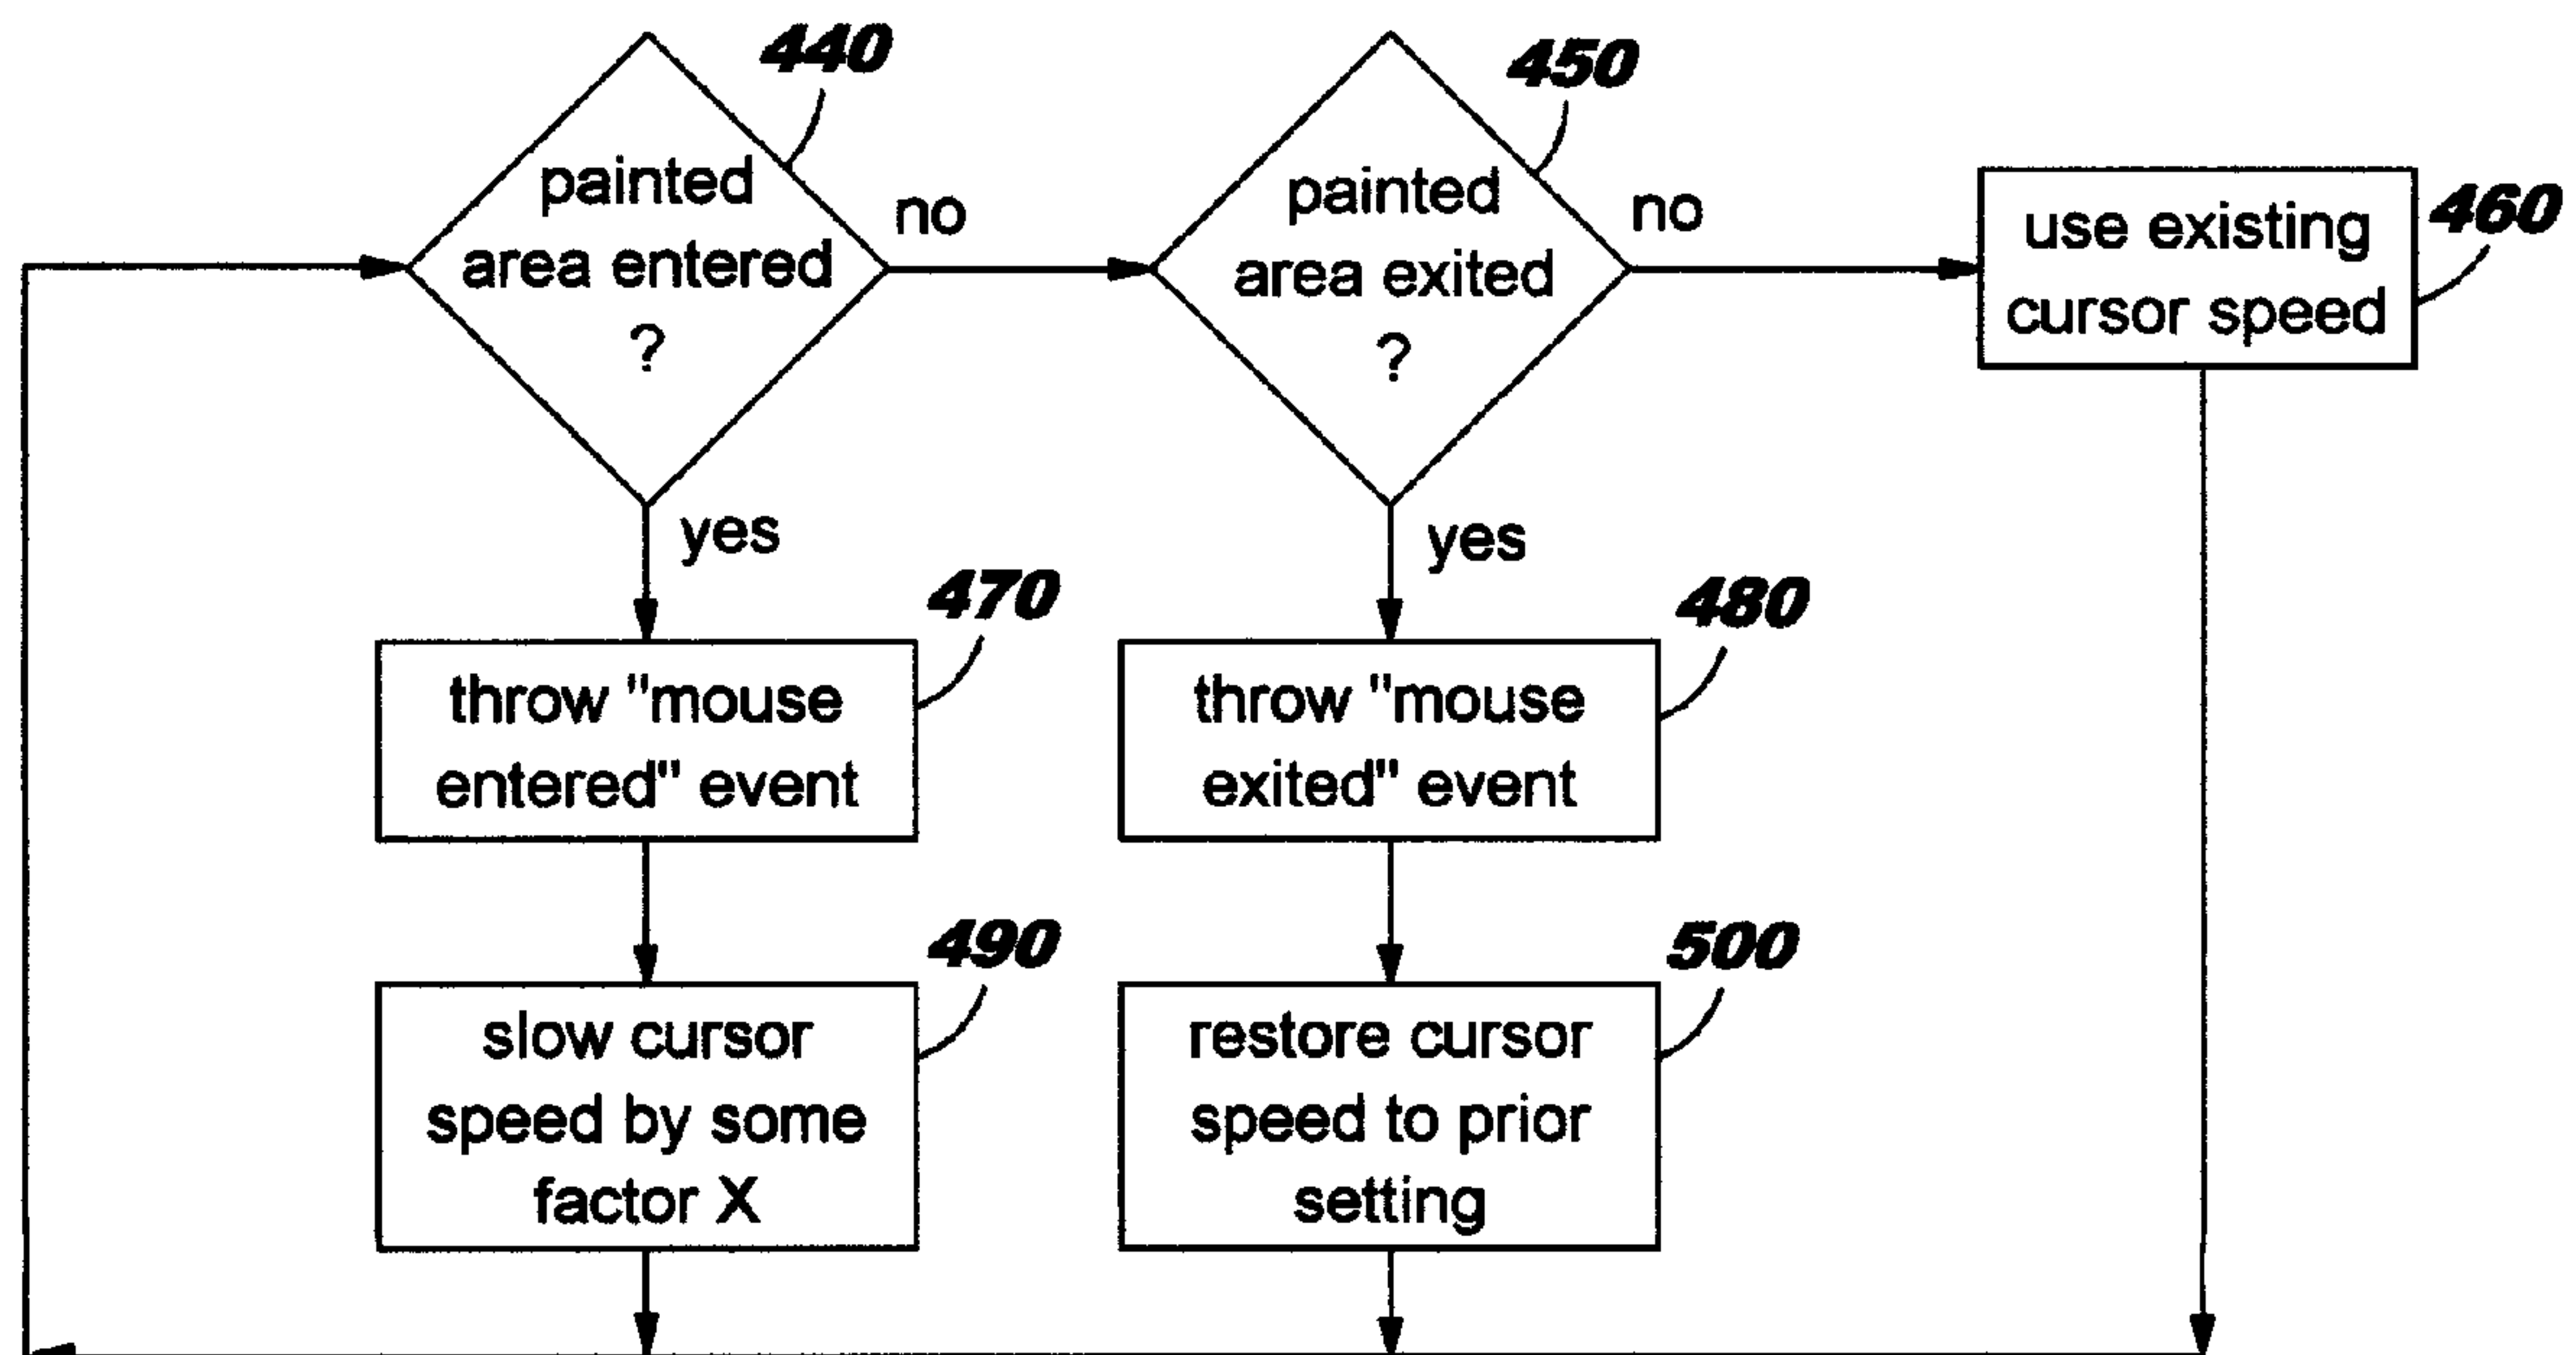 440
painted
area entered
?
no
yes
450
painted
area exited
?
no
yes
use existing
cursor speed
460
470
throw "mouse
entered" event
480
throw "mouse
exited" event
490
slow cursor
speed by some
factor X
500
restore cursor
speed to prior
setting